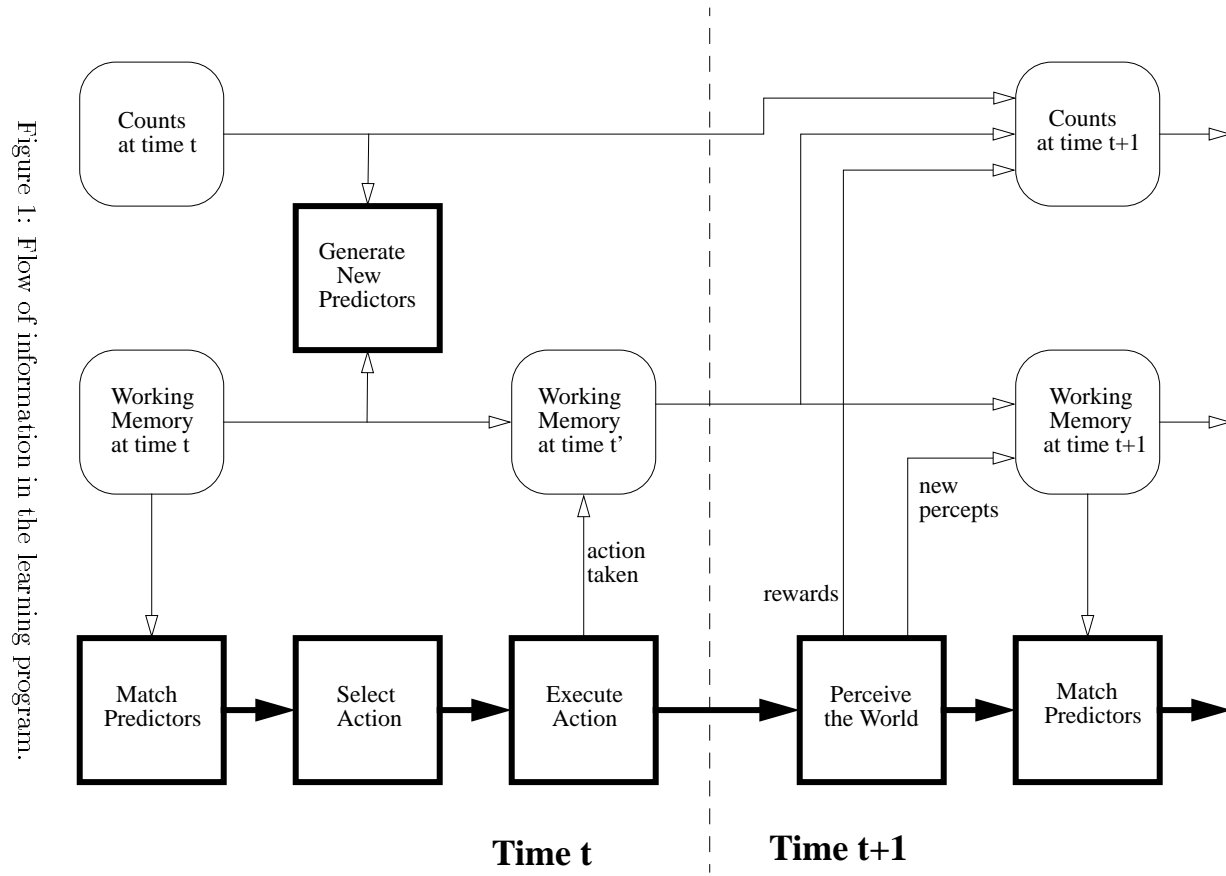 Counts
at time t
Counts
at time t+1
Generate
New
Predictors
Working
Memory
at time t
Working
Memory
at time t’
Working
Memory
at time t+1
new
percepts
action
taken
rewards
Match
Predictors
Select
Action
Execute
Action
Perceive
the World
Match
Predictors
Time t
Time t+1
Figure 1: Flow of information in the learning program.